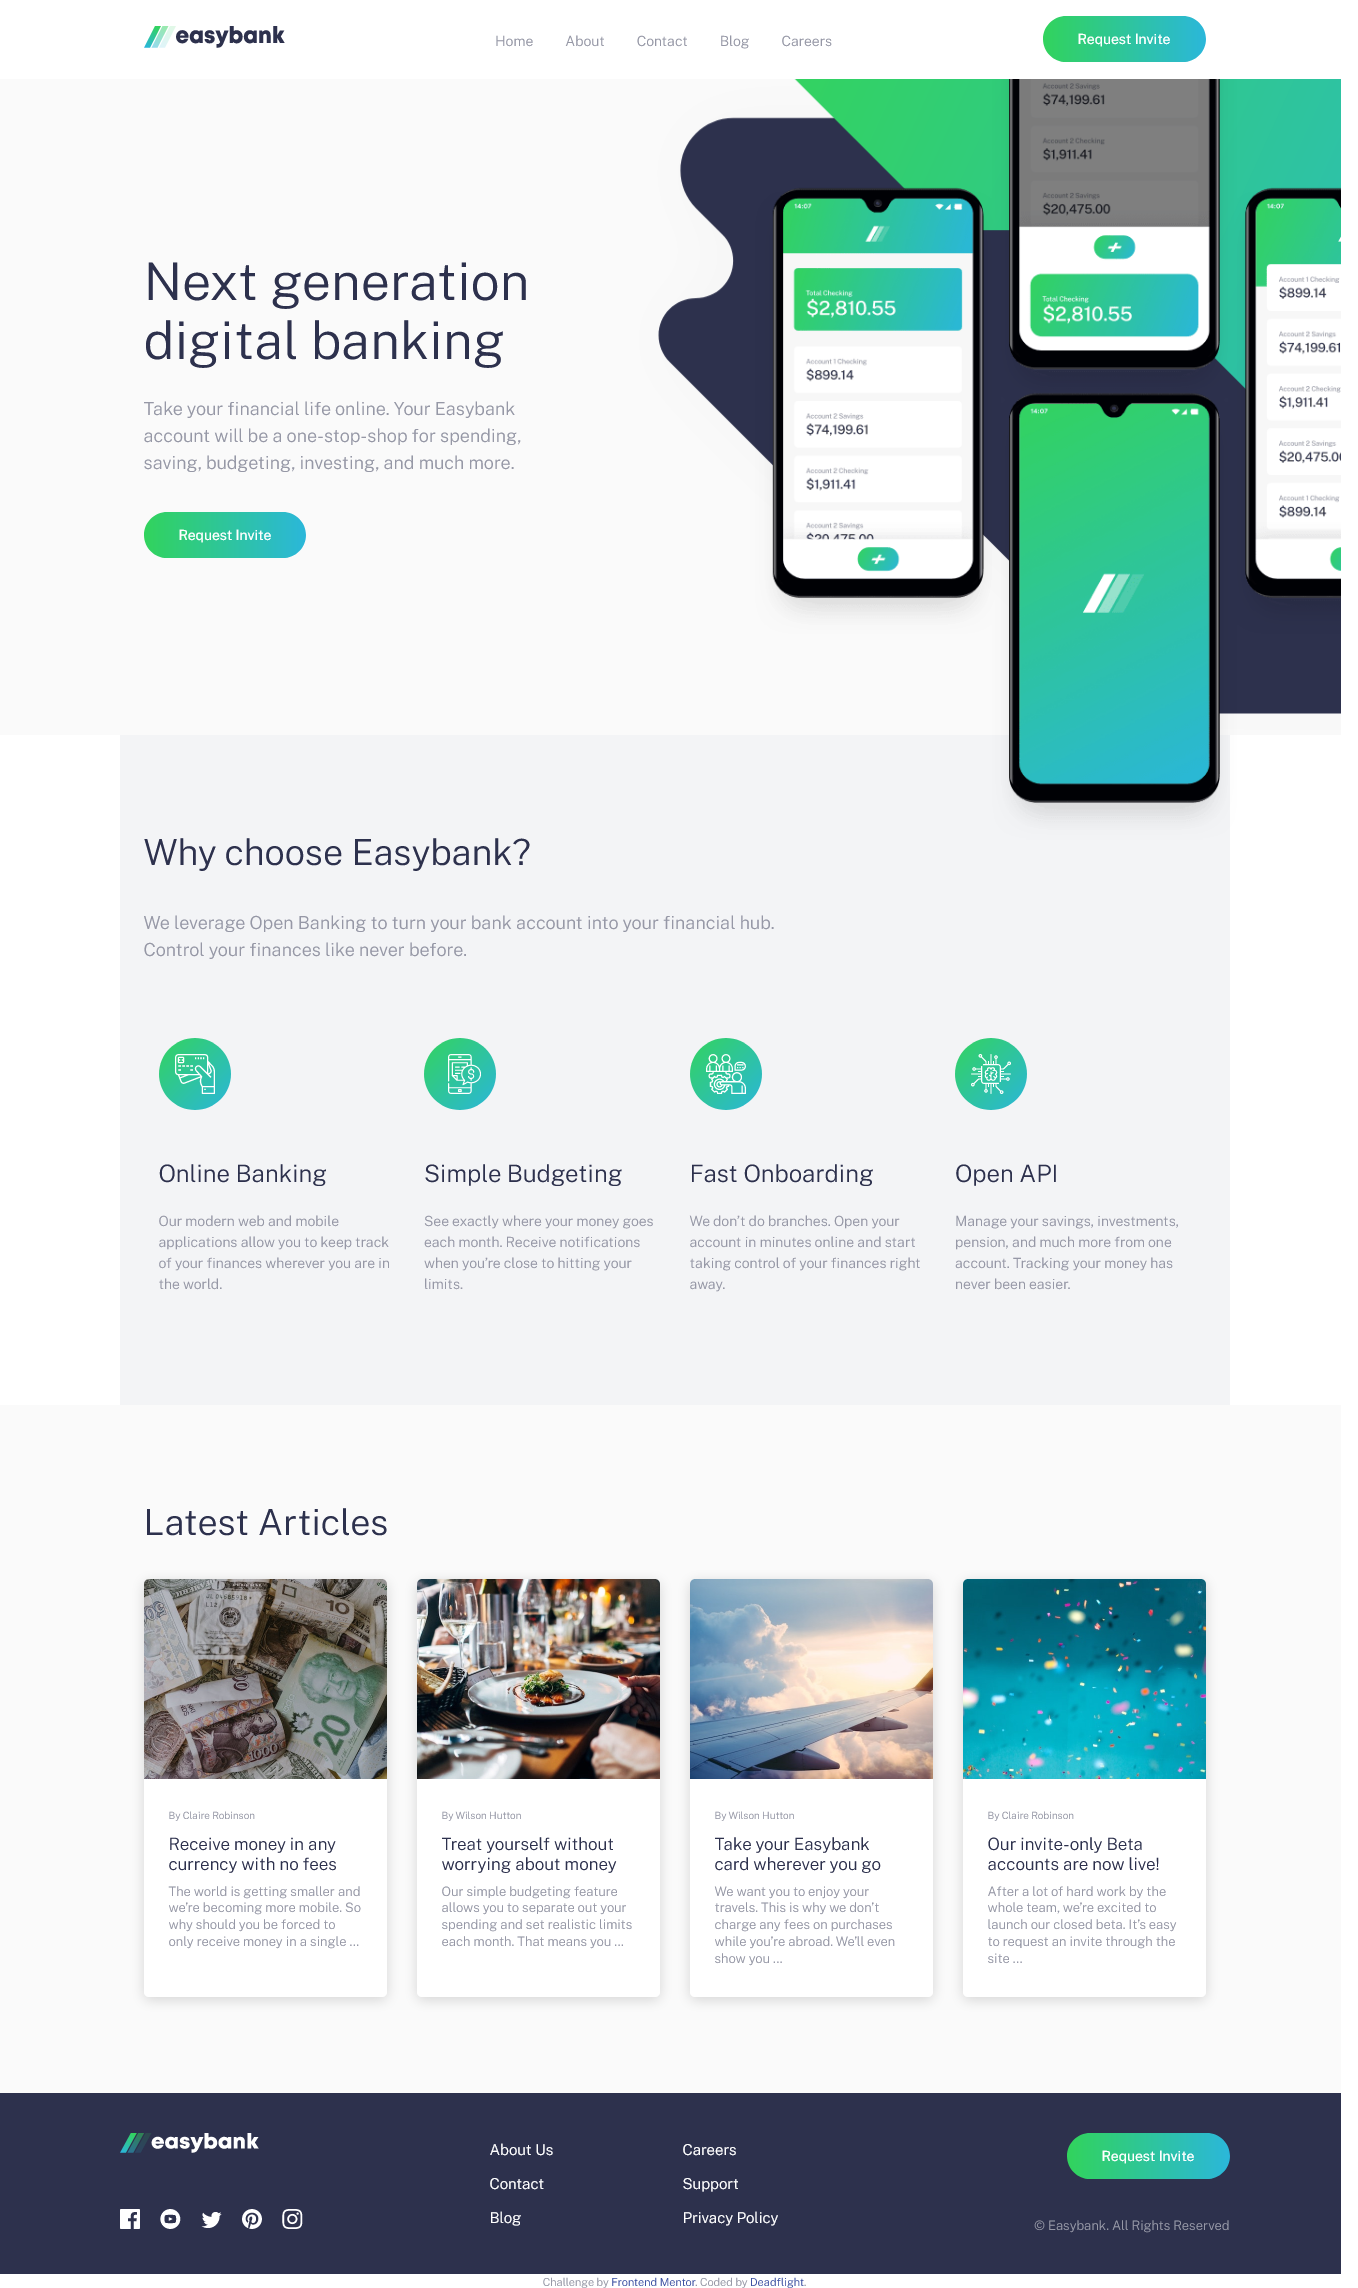 easybank
Home About Contact Blog Careers
Request Invite
Next generation
digital banking
Take your financial life online. Your Easybank
account will be a one-stop-shop for spending,
saving, budgeting, investing, and much more.
Request Invite
14:07
Total Checking
$2,810.55
Account 1 Checking
$899.14
Account 2 Savings
$74,199.61
Account 2 Checking
$1,911.41
Account 2 Savings
$20,475.00
Account 2 Savings
$74,199.61
Account 2 Checking
$1,911.41
Account 2 Savings
$20,475.00
Total Checking
$2,810.55
14:07
14:07
Account 1 Checking
$899.14
Account 2 Savings
$74,199.61
Account 2 Checking
$1,911.41
Account 2 Savings
$20,475.00
Account 1 Checking
$899.14
Why choose Easybank?
We leverage Open Banking to turn your bank account into your financial hub.
Control your finances like never before.
Online Banking
Our modern web and mobile
applications allow you to keep track
of your finances wherever you are in
the world.
Simple Budgeting
See exactly where your money goes
each month. Receive notifications
when you’re close to hitting your
limits.
Fast Onboarding
We don’t do branches. Open your
account in minutes online and start
taking control of your finances right
away.
Open API
Manage your savings, investments,
pension, and much more from one
account. Tracking your money has
never been easier.
Latest Articles
10
20
1000
By Claire Robinson
Receive money in any
currency with no fees
The world is getting smaller and
we’re becoming more mobile. So
why should you be forced to
only receive money in a single …
By Wilson Hutton
Treat yourself without
worrying about money
Our simple budgeting feature
allows you to separate out your
spending and set realistic limits
each month. That means you …
By Wilson Hutton
Take your Easybank
card wherever you go
We want you to enjoy your
travels. This is why we don’t
charge any fees on purchases
while you’re abroad. We’ll even
show you …
By Claire Robinson
Our invite-only Beta
accounts are now live!
After a lot of hard work by the
whole team, we’re excited to
launch our closed beta. It’s easy
to request an invite through the
site …
easybank
About Us
Contact
Blog
Careers
Support
Privacy Policy
Request Invite
© Easybank. All Rights Reserved
Challenge by Frontend Mentor. Coded by Deadflight.